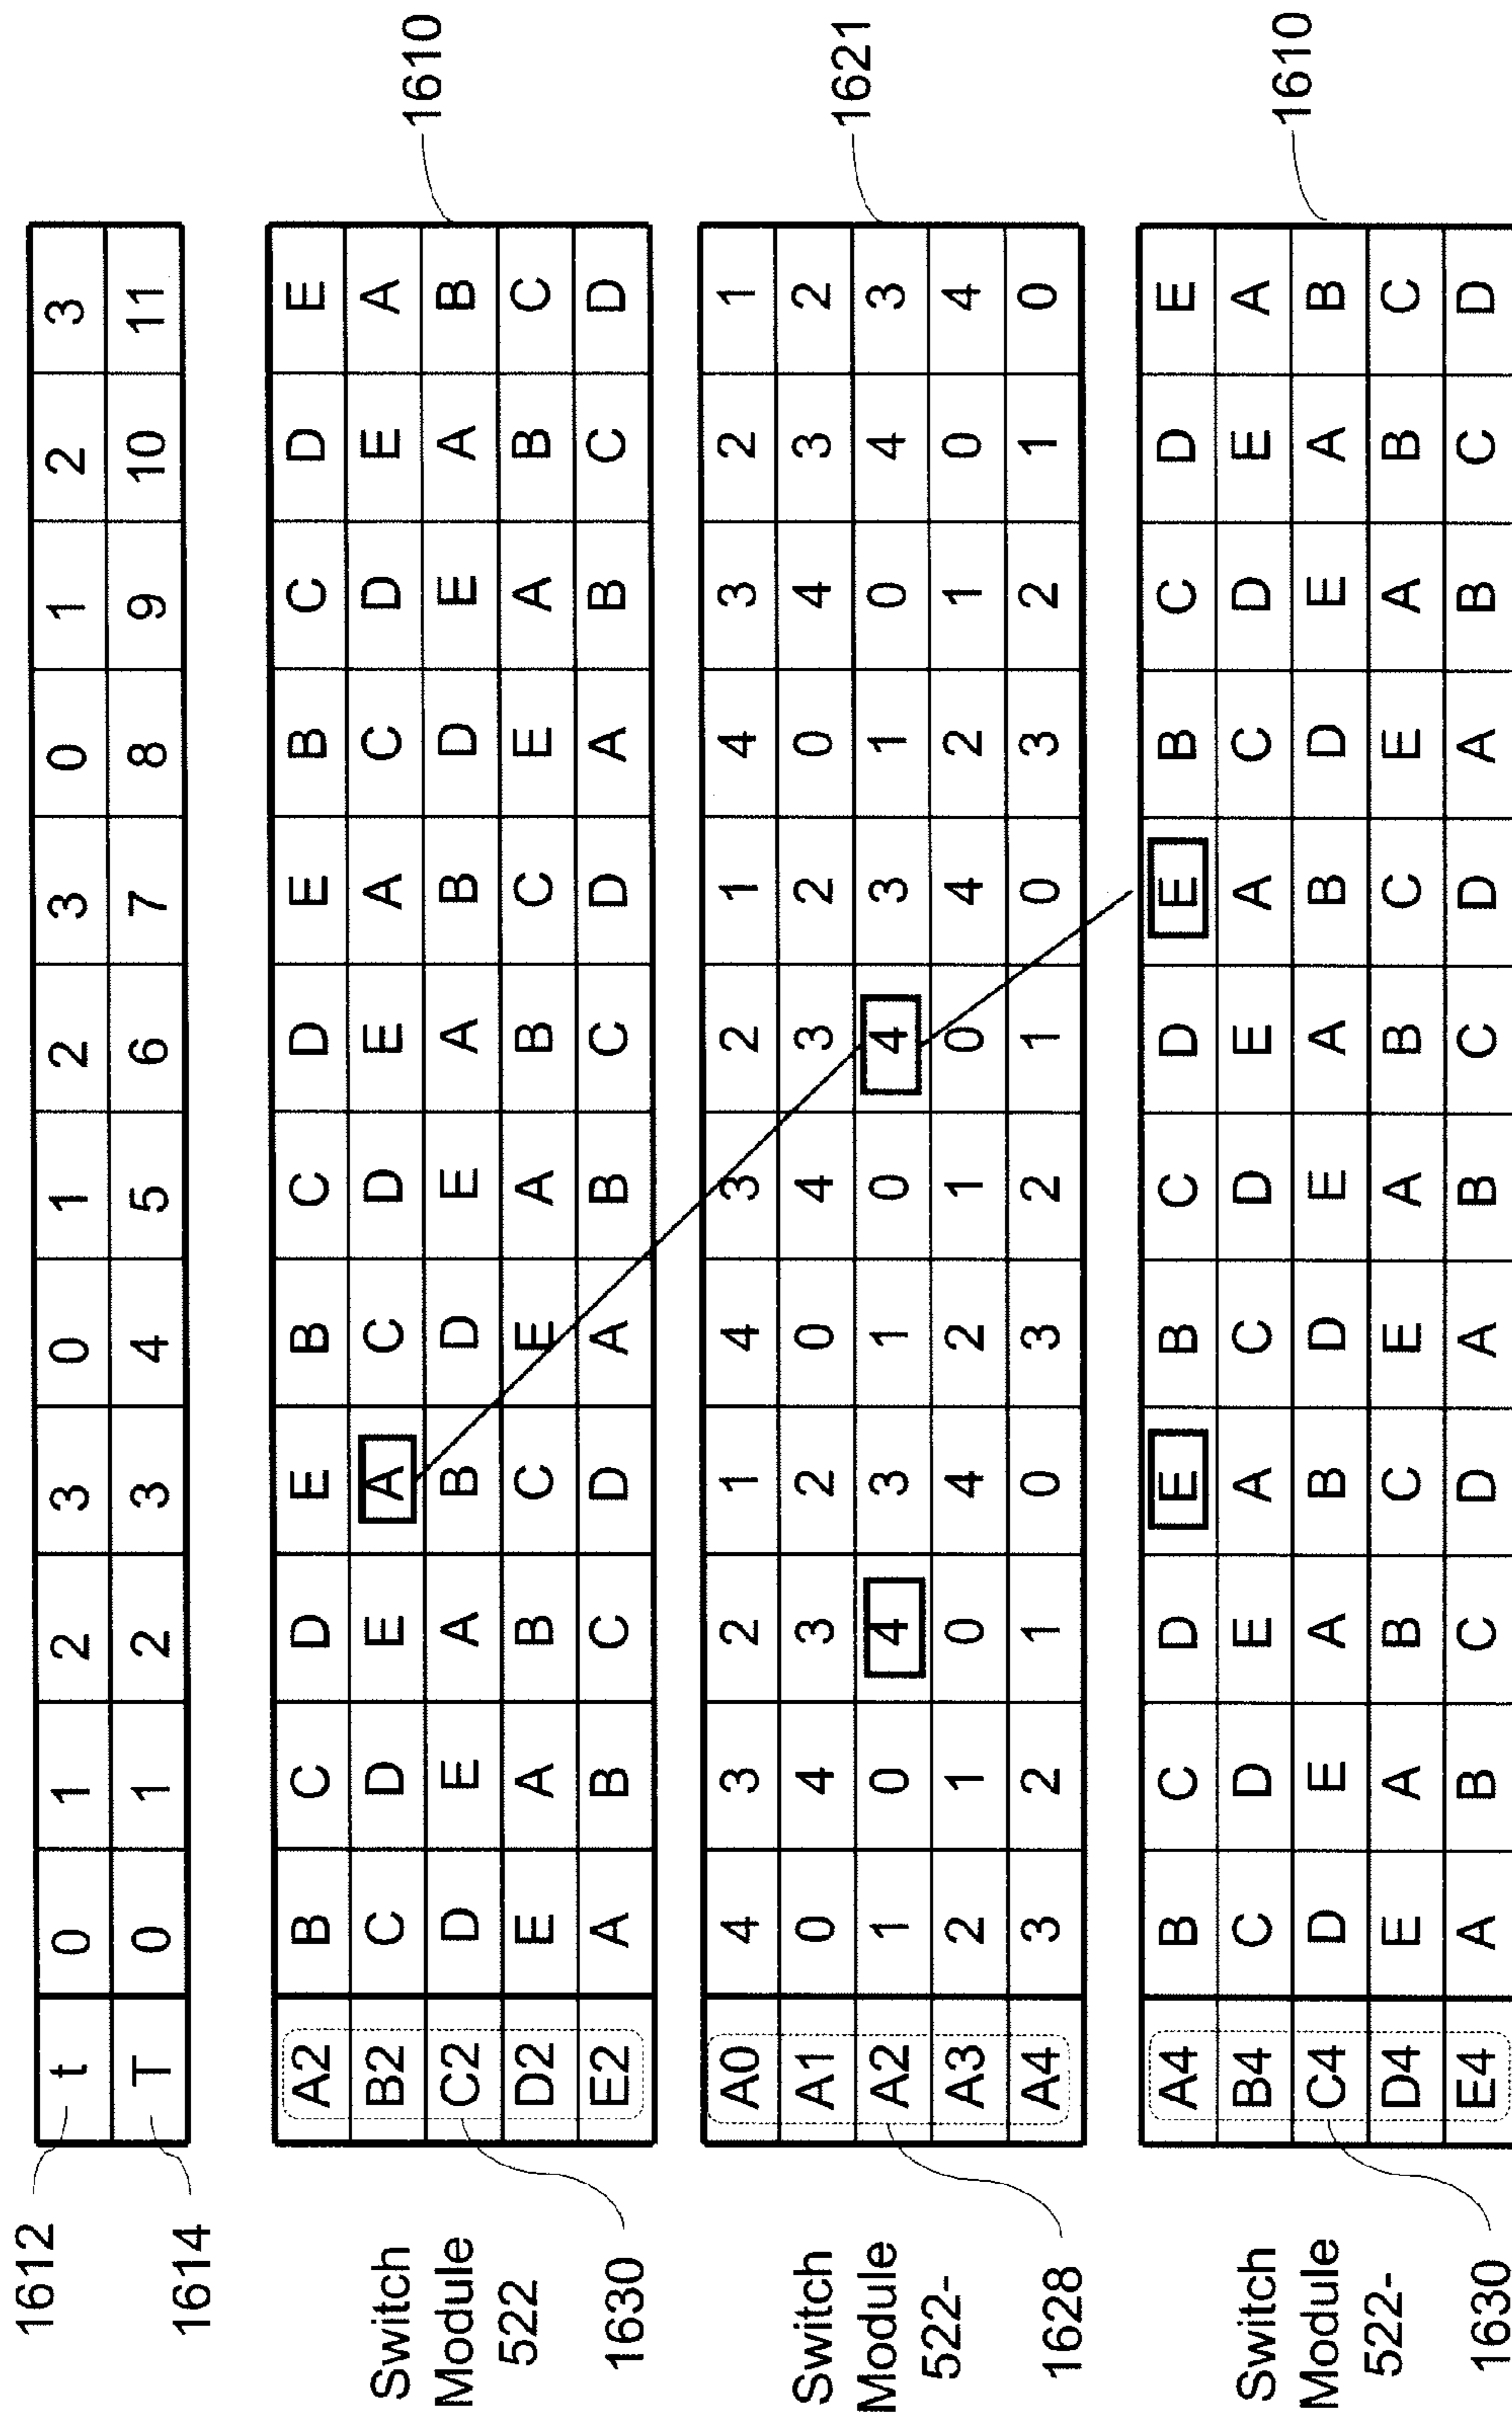 1612
t 0 1 2 3 0 1 2 3 0 1 2 3
T 0 1 2 3 4 5 6 7 8 9 10 11
1614
Switch
Module
522
1630
A2 B C D E B C D E B C D E
B2 C D E A C D E A C D E A
C2 D E A B D E A B D E A B
D2 E A B C E A B C E A B C
E2 A B C D A B C D A B C D
1610
Switch
Module
522-
1628
A0 4 3 2 1 4 3 2 1 4 3 2 1
A1 0 4 3 2 0 4 3 2 0 4 3 2
A2 1 0 4 3 1 0 4 3 1 0 4 3
A3 2 1 0 4 2 1 0 4 2 1 0 4
A4 3 2 1 0 3 2 1 0 3 2 1 0
1621
Switch
Module
522-
1630
A4 B C D E B C D E B C D E
B4 C D E A C D E A C D E A
C4 D E A B D E A B D E A B
D4 E A B C E A B C E A B C
E4 A B C D A B C D A B C D
1610